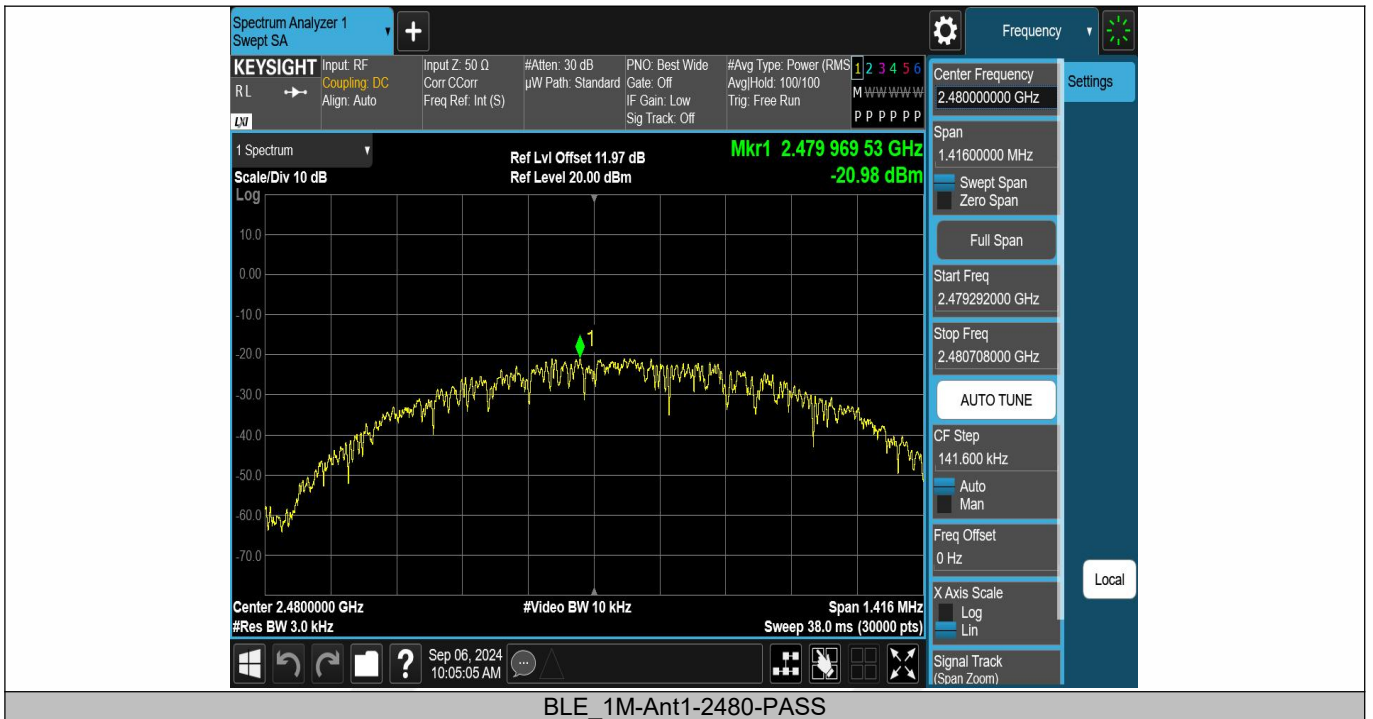 Spectrum Analyzer 1
Swept SA
+
Frequency
KEYSIGHT
RL
LXI
Input: RF
Coupling: DC
Align: Auto
Input Z: 50 Ω
Corr CCorr
Freq Ref: Int (S)
#Atten: 30 dB
µW Path: Standard
PNO: Best Wide
Gate: Off
IF Gain: Low
Sig Track: Off
#Avg Type: Power (RMS
Avg|Hold: 100/100
Trig: Free Run
1 2 3 4 5 6
M W W W W W
P P P P P P
1 Spectrum
Scale/Div 10 dB
Log
Ref Lvl Offset 11.97 dB
Ref Level 20.00 dBm
Mkr1 2.479 969 53 GHz
-20.98 dBm
10.0
0.00
-10.0
-20.0
-30.0
-40.0
-50.0
-60.0
-70.0
1
Center 2.4800000 GHz
#Res BW 3.0 kHz
#Video BW 10 kHz
Span 1.416 MHz
Sweep 38.0 ms (30000 pts)
Center Frequency
2.480000000 GHz
Settings
Span
1.41600000 MHz
Swept Span
Zero Span
Full Span
Start Freq
2.479292000 GHz
Stop Freq
2.480708000 GHz
AUTO TUNE
CF Step
141.600 kHz
Auto
Man
Freq Offset
0 Hz
Local
X Axis Scale
Log
Lin
Signal Track
(Span Zoom)
?
Sep 06, 2024
10:05:05 AM
BLE_1M-Ant1-2480-PASS